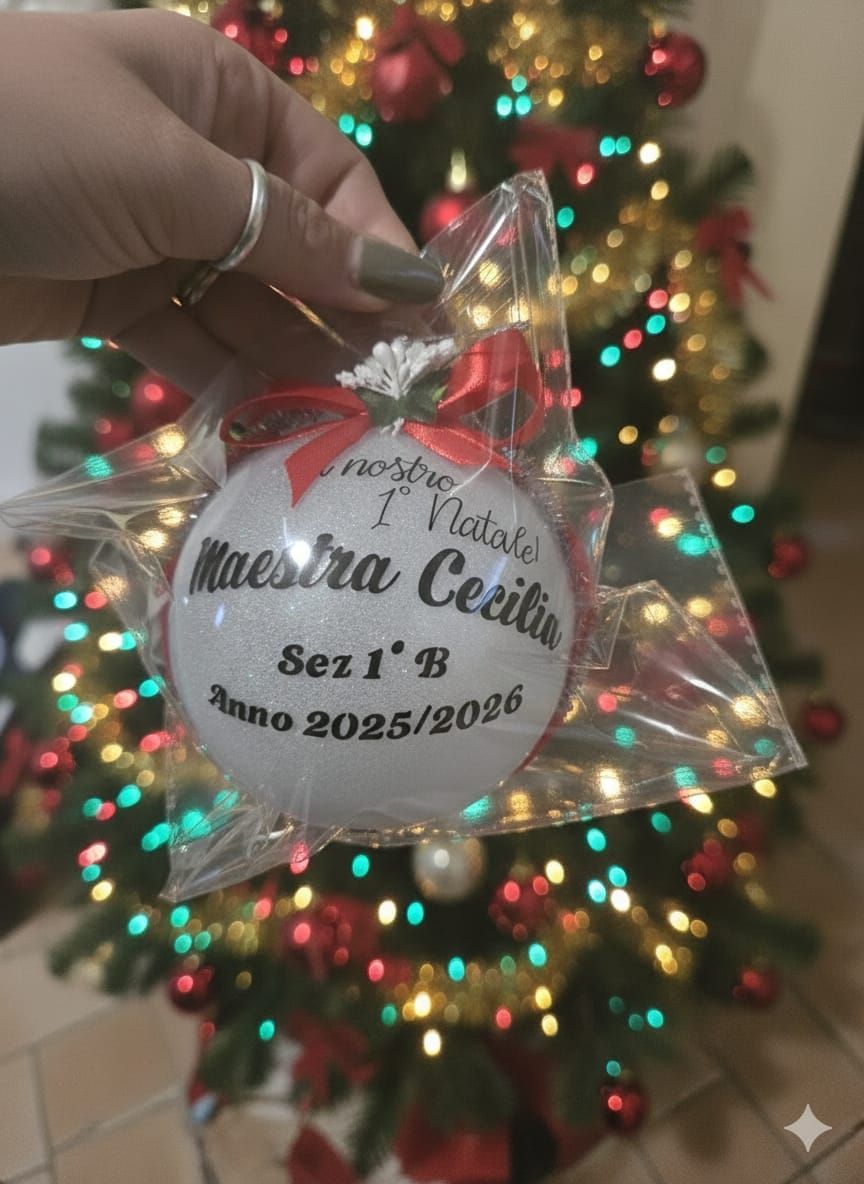 nostro
1° Natale!
Maestra Cecilia
Sez 1° B
Anno 2025/2026